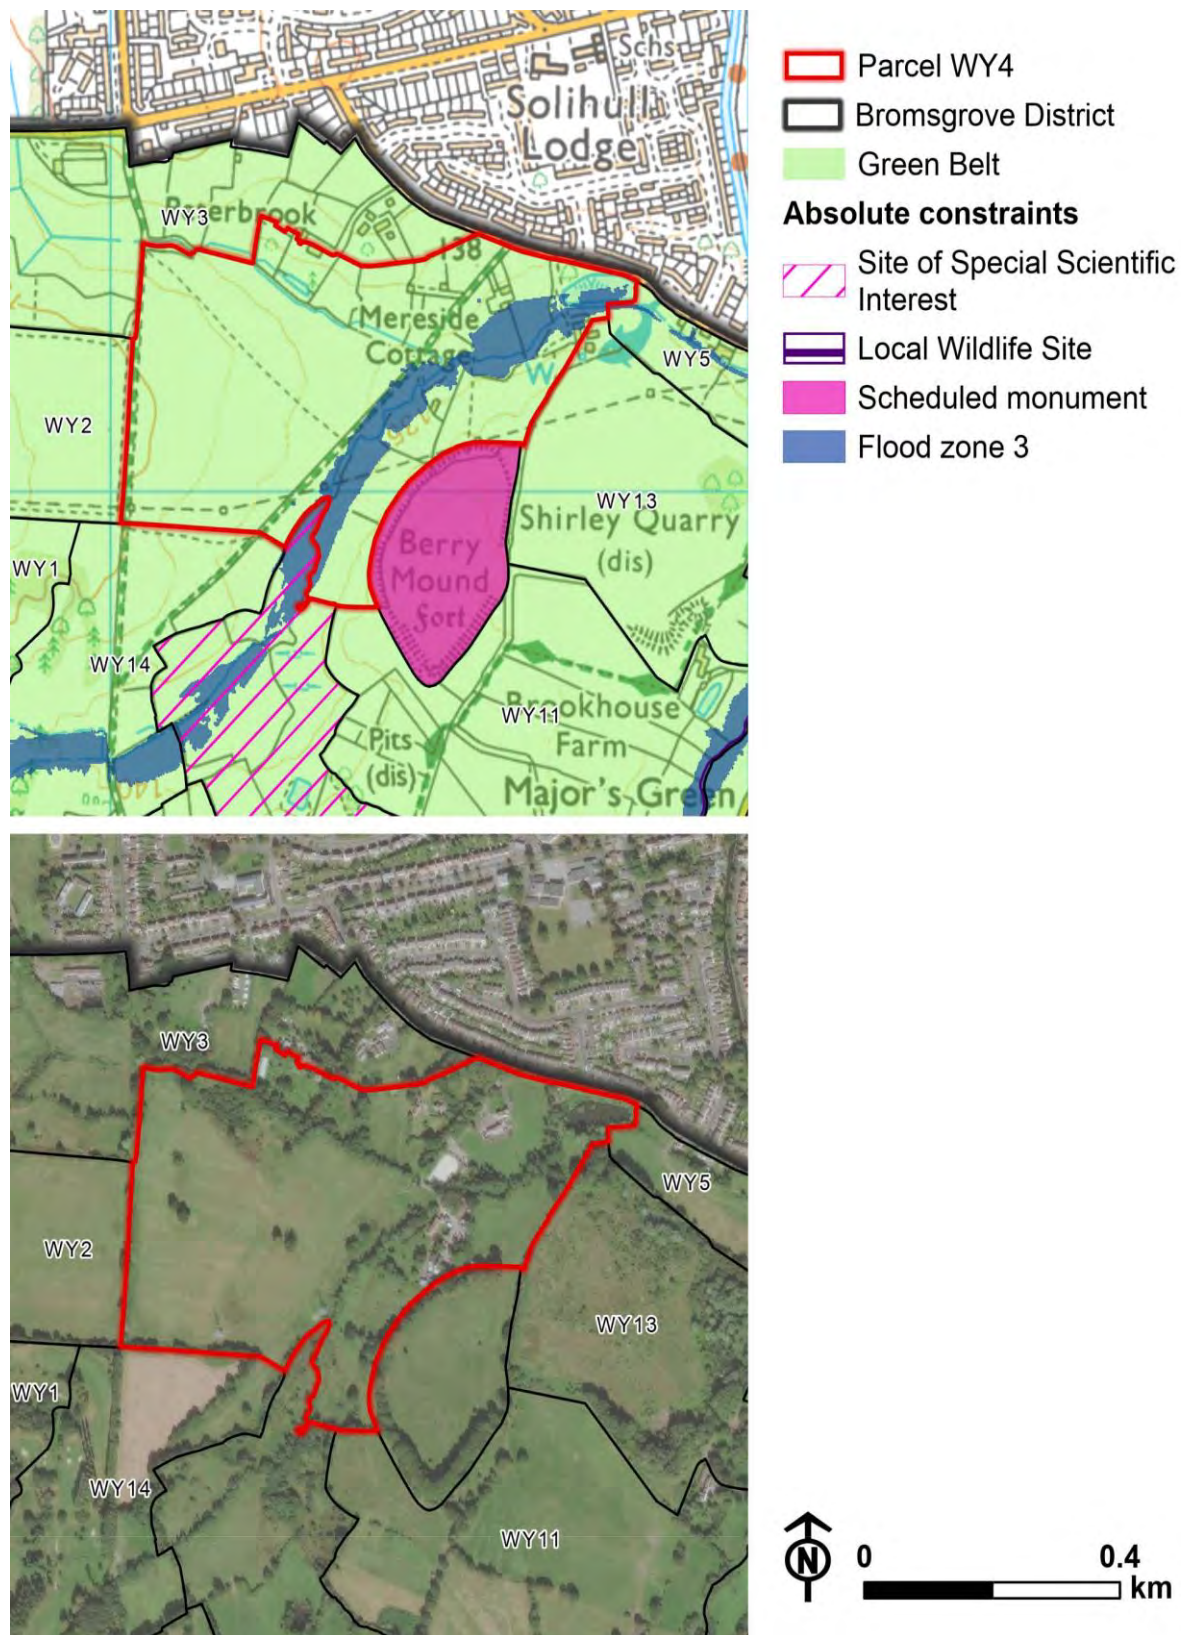 Schs
Solihull
Lodge
WY3
138
Mereside
Cottage
WY5
WY2
WY13
Shirley Quarry
(dis)
Berry
Mound
Fort
WY1
WY14
Brookhouse
WY11
Farm
Pits
(dis)
Major's Green
Parcel WY4
Bromsgrove District
Green Belt
Absolute constraints
Site of Special Scientific
Interest
Local Wildlife Site
Scheduled monument
Flood zone 3
WY3
WY5
WY2
WY13
WY1
WY14
WY11
N
0 0.4
km